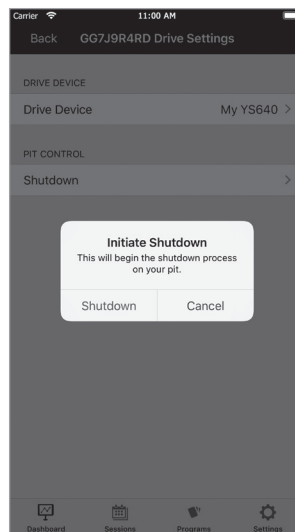 Carrier 11:00 AM
Back GG7J9R4RD Drive Settings
DRIVE DEVICE
Drive Device My YS640 >
PIT CONTROL
Shutdown >
Initiate Shutdown
This will begin the shutdown process
on your pit.
Shutdown Cancel
Dashboard Sessions Programs Settings